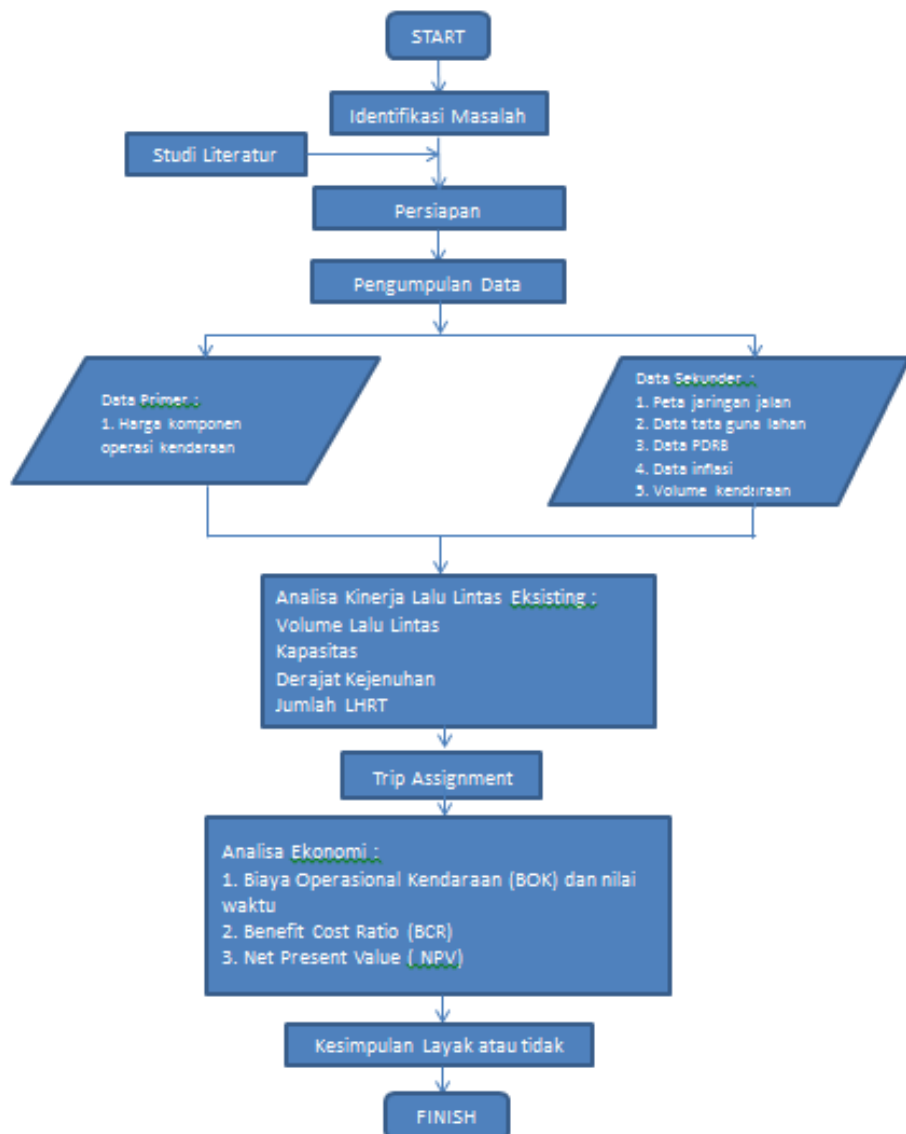 START
Identifikasi Masalah
Studi Literatur
Persiapan
Pengumpulan Data
Data Primer :
1. Harga komponen
operasi kendaraan
Data Sekunder :
1. Peta jaringan jalan
2. Data tata guna lahan
3. Data PDRB
4. Data inflasi
5. Volume kendaraan
Analisa Kinerja Lalu Lintas Eksisting :
Volume Lalu Lintas
Kapasitas
Derajat Kejenuhan
Jumlah LHRT
Trip Assignment
Analisa Ekonomi :
1. Biaya Operasional Kendaraan (BOK) dan nilai
waktu
2. Benefit Cost Ratio (BCR)
3. Net Present Value ( NPV)
Kesimpulan Layak atau tidak
FINISH